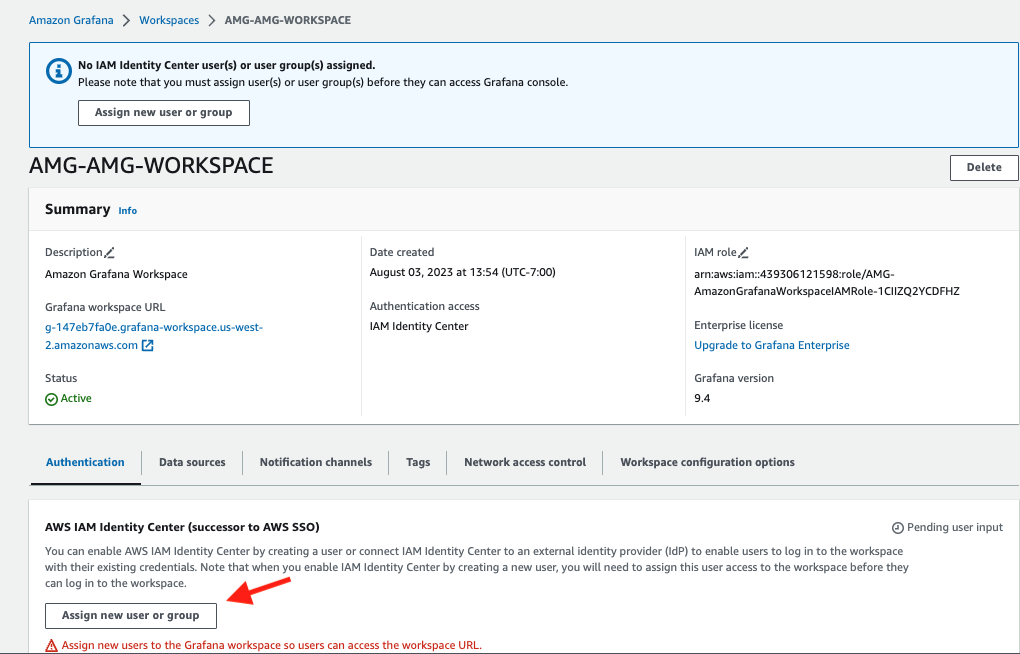 Amazon Grafana > Workspaces > AMG-AMG-WORKSPACE
No IAM Identity Center user(s) or user group(s) assigned.
Please note that you must assign user(s) or user group(s) before they can access Grafana console.
Assign new user or group
AMG-AMG-WORKSPACE
Delete
Summary Info
Description
Amazon Grafana Workspace
Grafana workspace URL
g-147eb7fa0e.grafana-workspace.us-west-
2.amazonaws.com
Status
Active
Date created
August 03, 2023 at 13:54 (UTC-7:00)
Authentication access
IAM Identity Center
IAM role
arn:aws:iam::439306121598:role/AMG-
AmazonGrafanaWorkspaceIAMRole-1CIIZQ2YCDFHZ
Enterprise license
Upgrade to Grafana Enterprise
Grafana version
9.4
Authentication Data sources Notification channels Tags Network access control Workspace configuration options
AWS IAM Identity Center (successor to AWS SSO)
Pending user input
You can enable AWS IAM Identity Center by creating a user or connect IAM Identity Center to an external identity provider (IdP) to enable users to log in to the workspace
with their existing credentials. Note that when you enable IAM Identity Center by creating a new user, you will need to assign this user access to the workspace before they
can log in to the workspace.
Assign new user or group
Assign new users to the Grafana workspace so users can access the workspace URL.